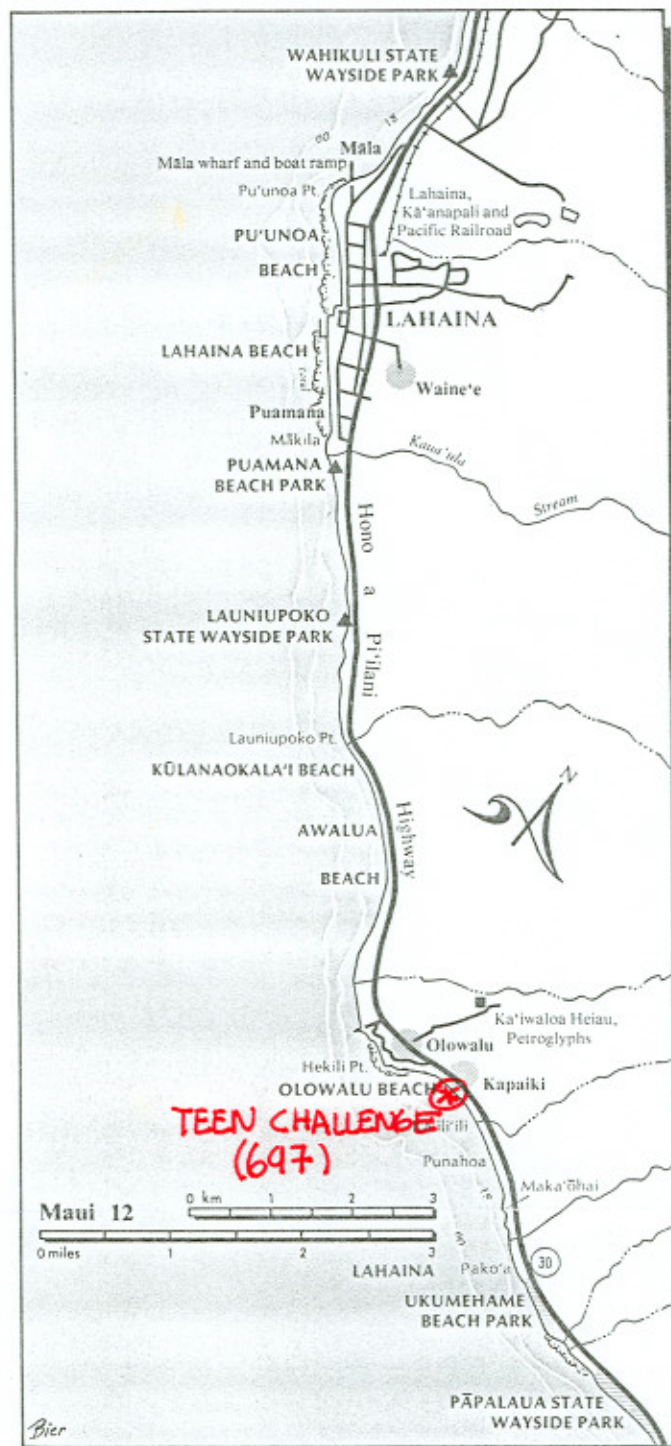 WAHIKULI STATE
WAYSIDE PARK
60
18
Māla
Māla wharf and boat ramp
Pu'unoa Pt.
Lahaina,
Kā'anapali and
Pacific Railroad
PU'UNOA
BEACH
LAHAINA
LAHAINA BEACH
Waine'e
Puamana
Mākila
Kaua'ula
Stream
PUAMANA
BEACH PARK
Hono a Pi'ilani
Highway
LAUNIUPOKO
STATE WAYSIDE PARK
Launiupoko Pt.
KŪLANAOKALA'I BEACH
N
AWALUA
BEACH
Ka'iwaloa Heiau,
Petroglyphs
Olowalu
Hekili Pt.
OLOWALU BEACH
Kapaiki
TEEN CHALLENGE
(697)
Punahoa
Maka'ōhai
18
60
Maui 12
0 km 1 2 3
0 miles 1 2 3
LAHAINA
30
Pako'a
UKUMEHAME
BEACH PARK
PĀPALAUA STATE
WAYSIDE PARK
Bier